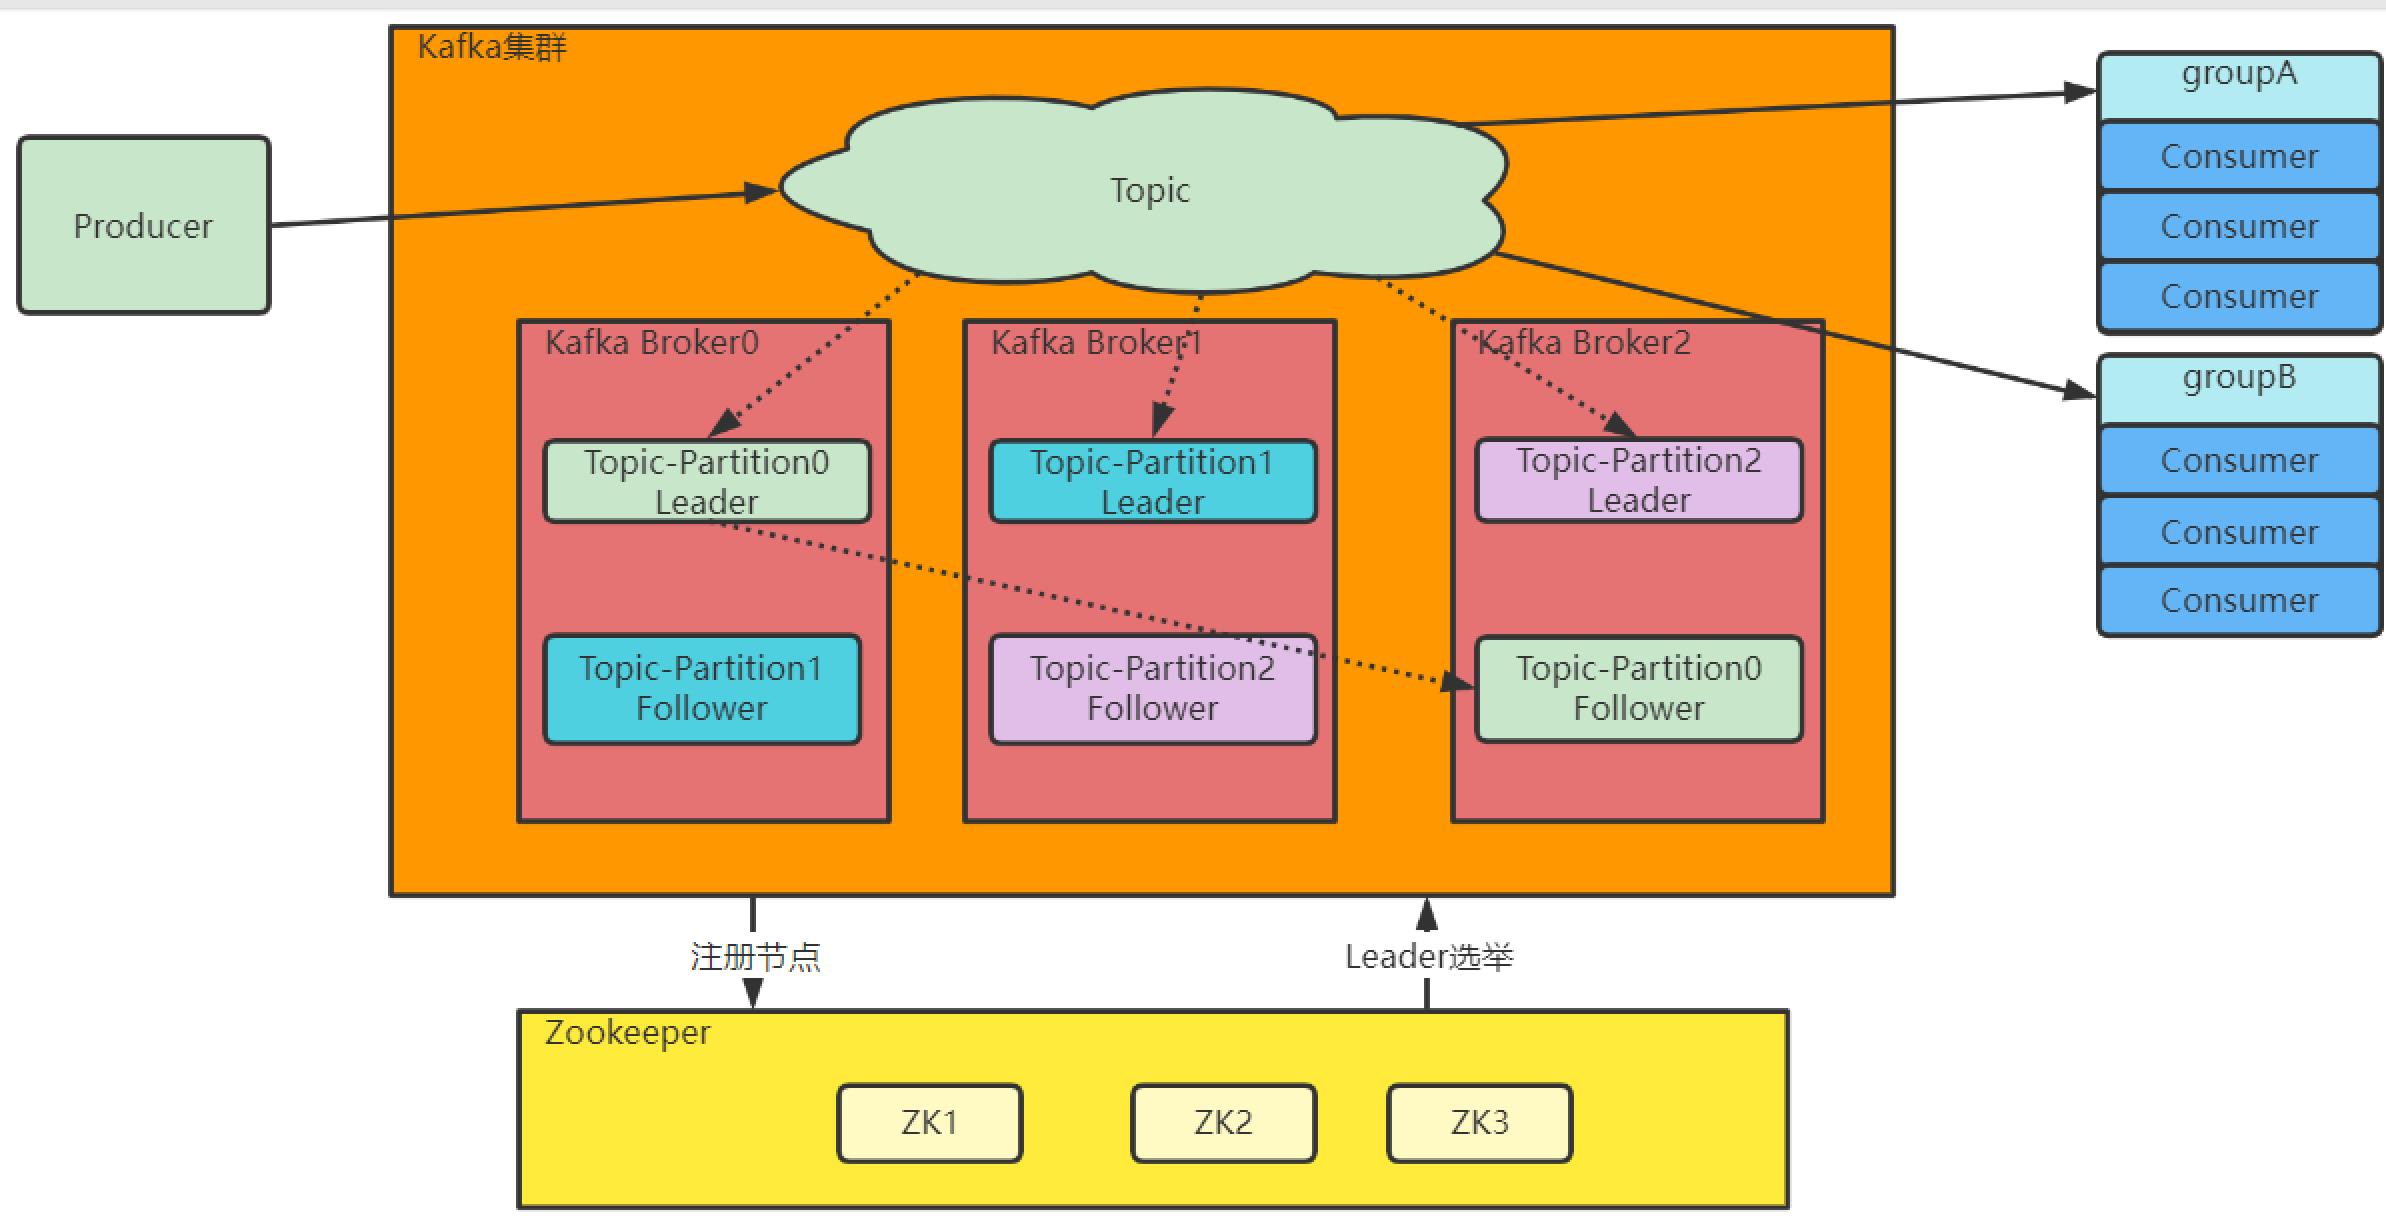 Kafka集群
Producer
Topic
groupA
Consumer
Consumer
Consumer
groupB
Consumer
Consumer
Consumer
Kafka Broker0
Topic-Partition0
Leader
Topic-Partition1
Follower
Kafka Broker1
Topic-Partition1
Leader
Topic-Partition2
Follower
Kafka Broker2
Topic-Partition2
Leader
Topic-Partition0
Follower
注册节点
Leader选举
Zookeeper
ZK1
ZK2
ZK3